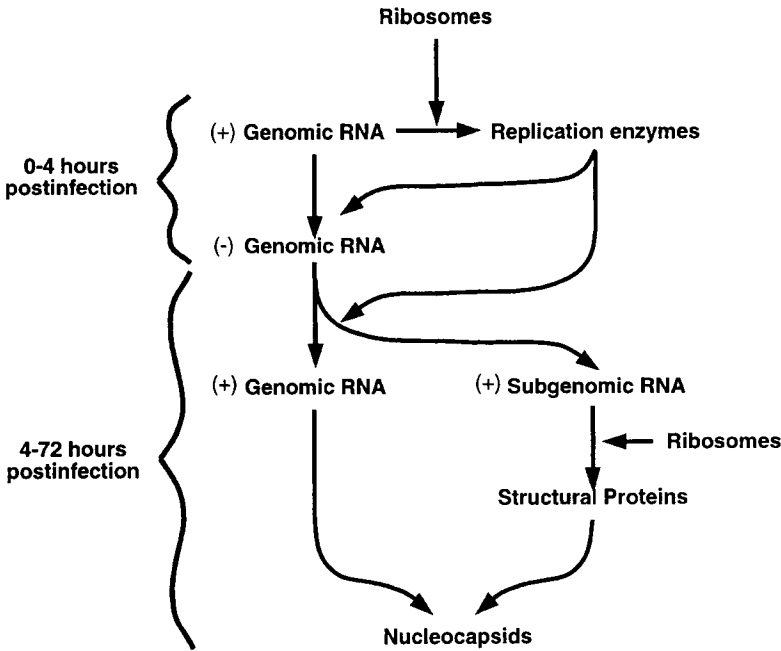 Ribosomes
(+) Genomic RNA
Replication enzymes
0-4 hours
postinfection
(-) Genomic RNA
(+) Genomic RNA
(+) Subgenomic RNA
4-72 hours
postinfection
Ribosomes
Structural Proteins
Nucleocapsids